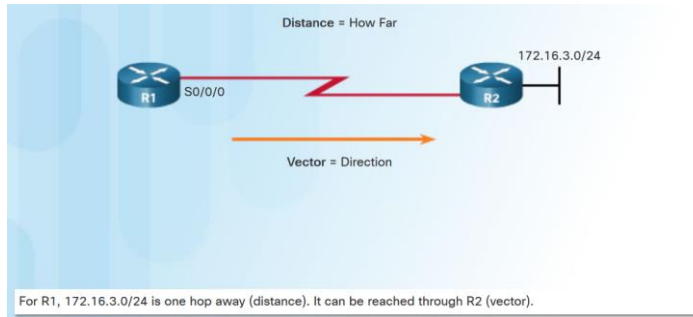 Distance = How Far
172.16.3.0/24
R1
S0/0/0
R2
Vector = Direction
For R1, 172.16.3.0/24 is one hop away (distance). It can be reached through R2 (vector).